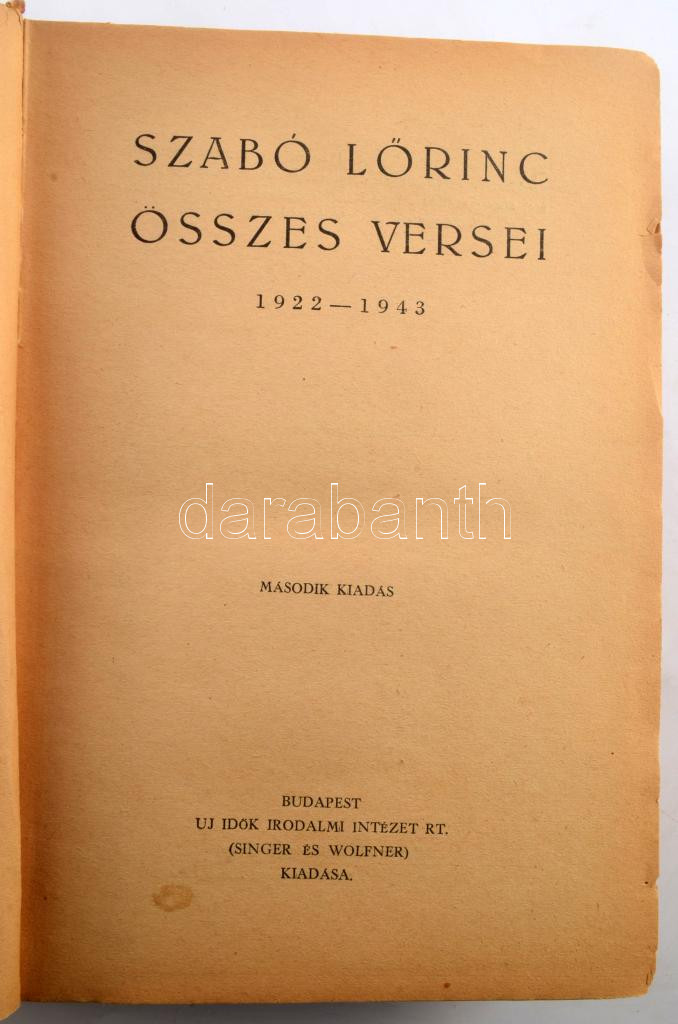 SZABÓ LŐRINC
ÖSSZES VERSEI
1922 — 1943
darabanth
MÁSODIK KIADÁS
BUDAPEST
UJ IDŐK IRODALMI INTÉZET RT.
(SINGER ÉS WOLFNER)
KIADÁSA.